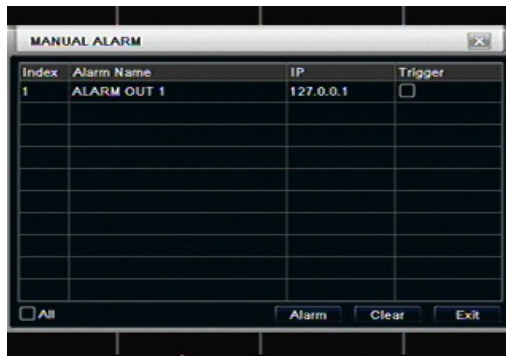 MANUAL ALARM
Index Alarm Name IP Trigger
1 ALARM OUT 1 127.0.0.1
All Alarm Clear Exit